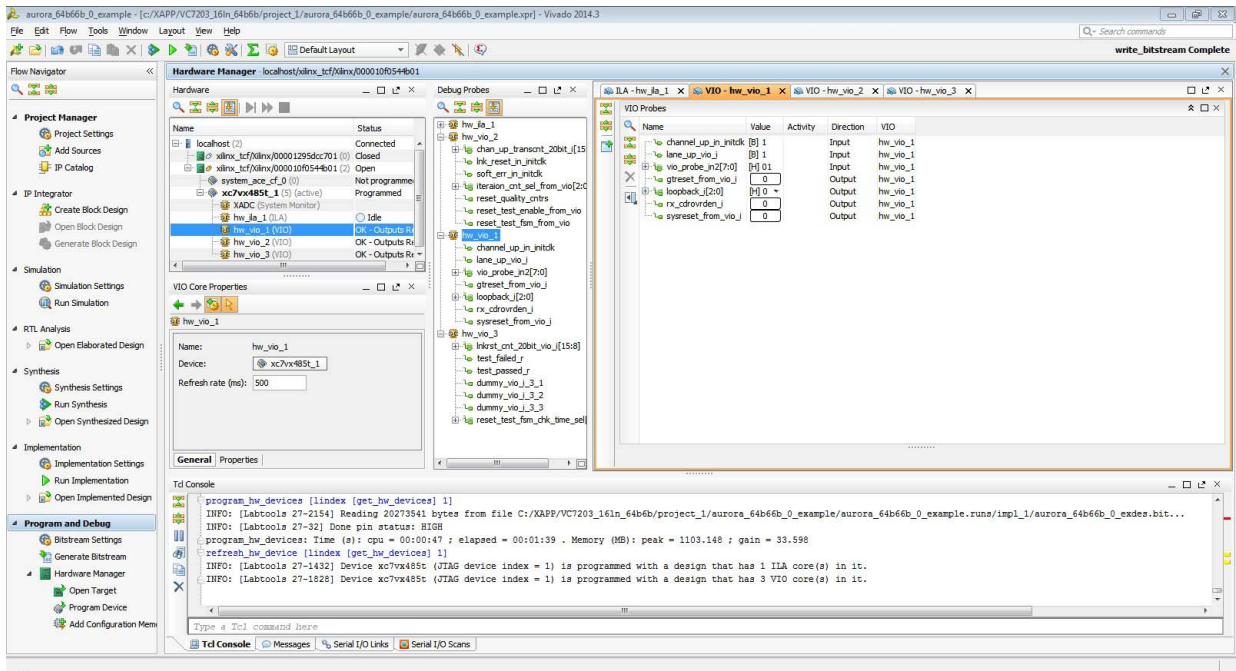 aurora_64b66b_0_example - [c:/XAPP/VC7203_16ln_64b6b/project_1/aurora_64b66b_0_example/aurora_64b66b_0_example.xpr] - Vivado 2014.3
File Edit Flow Tools Window Layout View Help
Q- Search commands
Default Layout
write_bitstream Complete
Flow Navigator
Project Manager
Project Settings
Add Sources
IP Catalog
IP Integrator
Create Block Design
Open Block Design
Generate Block Design
Simulation
Simulation Settings
Run Simulation
RTL Analysis
Open Elaborated Design
Synthesis
Synthesis Settings
Run Synthesis
Open Synthesized Design
Implementation
Implementation Settings
Run Implementation
Open Implemented Design
Program and Debug
Bitstream Settings
Generate Bitstream
Hardware Manager
Open Target
Program Device
Add Configuration Mem
Hardware Manager - localhost/xilinx_tcf/Xilinx/000010f0544b01
Hardware
Name Status
localhost (2) Connected
xilinx_tcf/Xilinx/00001295dcc701 (0) Closed
xilinx_tcf/Xilinx/000010f0544b01 (2) Open
system_ace_cf_0 (0) Not programme
xc7vx485t_1 (5) (active) Programmed
XADC (System Monitor)
hw_ila_1 (ILA) Idle
hw_vio_1 (VIO) OK - Outputs Re
hw_vio_2 (VIO) OK - Outputs Re
hw_vio_3 (VIO) OK - Outputs Re
VIO Core Properties
hw_vio_1
Name: hw_vio_1
Device: xc7vx485t_1
Refresh rate (ms): 500
General Properties
Debug Probes
hw_ila_1
hw_vio_2
chan_up_transcnt_20bit_i[15
lnk_reset_in_initclk
soft_err_in_initclk
iteraion_cnt_sel_from_vio[2:0
reset_quality_cntrs
reset_test_enable_from_vio
reset_test_fsm_from_vio
hw_vio_1
channel_up_in_initclk
lane_up_vio_i
vio_probe_in2[7:0]
gtreset_from_vio_i
loopback_i[2:0]
rx_cdrovrden_i
sysreset_from_vio_i
hw_vio_3
lnkrst_cnt_20bit_vio_i[15:8]
test_failed_r
test_passed_r
dummy_vio_i_3_1
dummy_vio_i_3_2
dummy_vio_i_3_3
reset_test_fsm_chk_time_sel[
ILA - hw_ila_1 VIO - hw_vio_1 VIO - hw_vio_2 VIO - hw_vio_3
VIO Probes
Name Value Activity Direction VIO
channel_up_in_initclk [B] 1 Input hw_vio_1
lane_up_vio_i [B] 1 Input hw_vio_1
vio_probe_in2[7:0] [H] 01 Input hw_vio_1
gtreset_from_vio_i 0 Output hw_vio_1
loopback_i[2:0] [H] 0 Output hw_vio_1
rx_cdrovrden_i 0 Output hw_vio_1
sysreset_from_vio_i 0 Output hw_vio_1
Tcl Console
program_hw_devices [lindex [get_hw_devices] 1]
INFO: [Labtools 27-2154] Reading 20273541 bytes from file C:/XAPP/VC7203_16ln_64b6b/project_1/aurora_64b66b_0_example/aurora_64b66b_0_example.runs/impl_1/aurora_64b66b_0_exdes.bit...
INFO: [Labtools 27-32] Done pin status: HIGH
program_hw_devices: Time (s): cpu = 00:00:47 ; elapsed = 00:01:39 . Memory (MB): peak = 1103.148 ; gain = 33.598
refresh_hw_device [lindex [get_hw_devices] 1]
INFO: [Labtools 27-1432] Device xc7vx485t (JTAG device index = 1) is programmed with a design that has 1 ILA core(s) in it.
INFO: [Labtools 27-1828] Device xc7vx485t (JTAG device index = 1) is programmed with a design that has 3 VIO core(s) in it.
Type a Tcl command here
Tcl Console Messages Serial I/O Links Serial I/O Scans